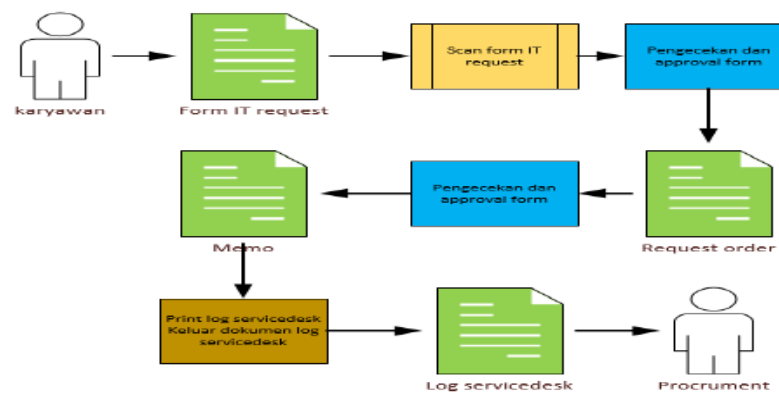 Scan form IT
request
Pengecekan dan
approval form
karyawan
Form IT request
Pengecekan dan
approval form
Memo
Request order
Print log servicedesk
Keluar dokumen log
servicedesk
Log servicedesk
Procrument